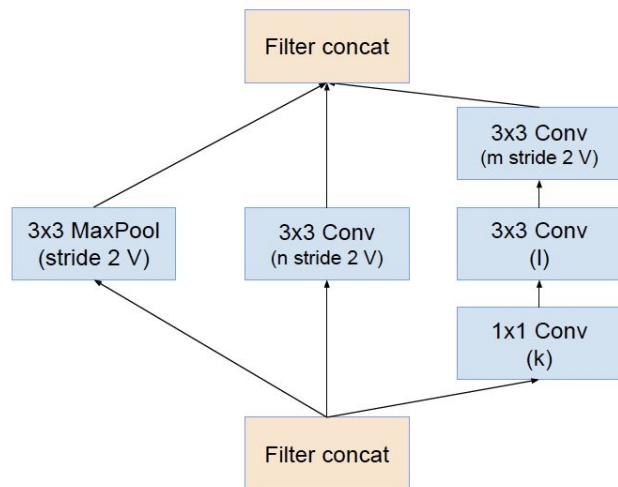 Filter concat
3x3 Conv
(m stride 2 V)
3x3 MaxPool
(stride 2 V)
3x3 Conv
(n stride 2 V)
3x3 Conv
(l)
1x1 Conv
(k)
Filter concat